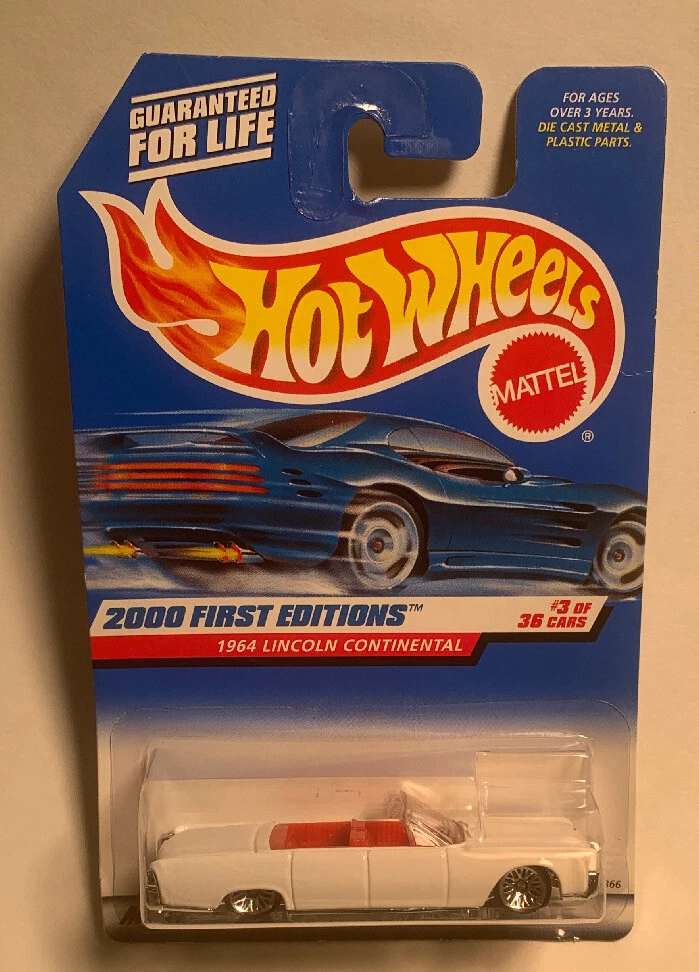 GUARANTEED
FOR LIFE
FOR AGES
OVER 3 YEARS.
DIE CAST METAL &
PLASTIC PARTS.
HOT WHEELS
MATTEL
®
2000 FIRST EDITIONS™
#3 OF
36 CARS
1964 LINCOLN CONTINENTAL